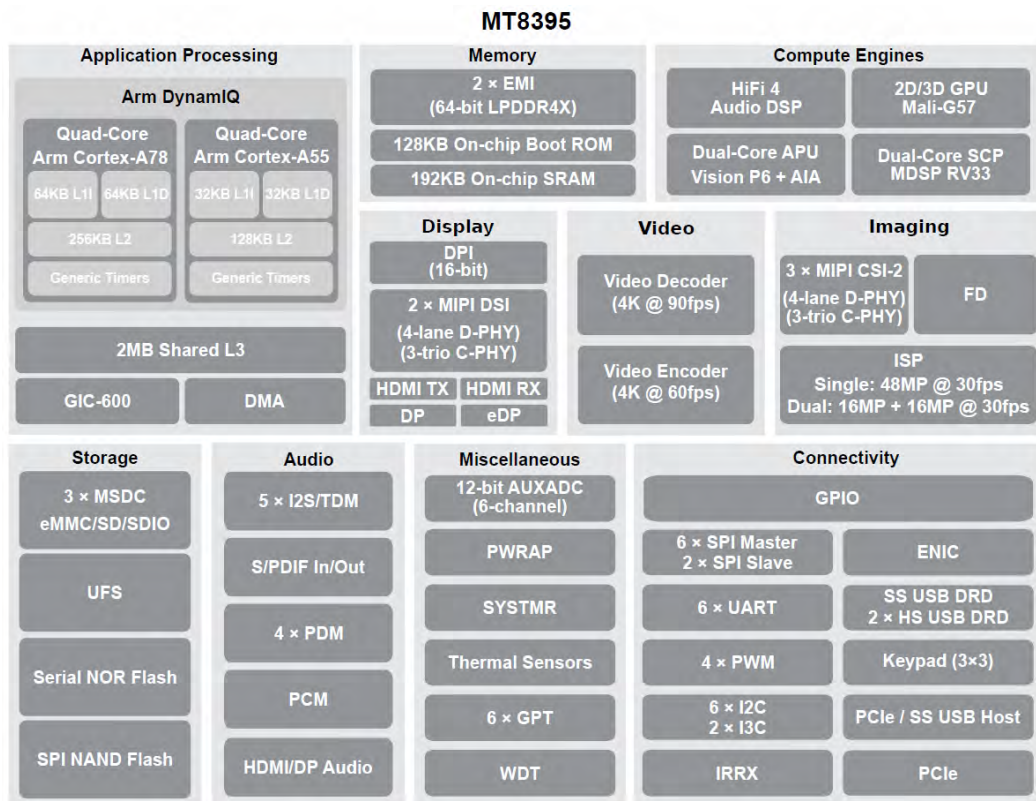 MT8395
Application Processing
Arm DynamIQ
Quad-Core
Arm Cortex-A78
64KB L1I
64KB L1D
256KB L2
Generic Timers
Quad-Core
Arm Cortex-A55
32KB L1I
32KB L1D
128KB L2
Generic Timers
2MB Shared L3
GIC-600
DMA
Memory
2 × EMI
(64-bit LPDDR4X)
128KB On-chip Boot ROM
192KB On-chip SRAM
Compute Engines
HiFi 4
Audio DSP
2D/3D GPU
Mali-G57
Dual-Core APU
Vision P6 + AIA
Dual-Core SCP
MDSP RV33
Display
DPI
(16-bit)
2 × MIPI DSI
(4-lane D-PHY)
(3-trio C-PHY)
HDMI TX
HDMI RX
DP
eDP
Video
Video Decoder
(4K @ 90fps)
Video Encoder
(4K @ 60fps)
Imaging
3 × MIPI CSI-2
(4-lane D-PHY)
(3-trio C-PHY)
FD
ISP
Single: 48MP @ 30fps
Dual: 16MP + 16MP @ 30fps
Storage
3 × MSDC
eMMC/SD/SDIO
UFS
Serial NOR Flash
SPI NAND Flash
Audio
5 × I2S/TDM
S/PDIF In/Out
4 × PDM
PCM
HDMI/DP Audio
Miscellaneous
12-bit AUXADC
(6-channel)
PWRAP
SYSTMR
Thermal Sensors
6 × GPT
WDT
Connectivity
GPIO
6 × SPI Master
2 × SPI Slave
ENIC
6 × UART
SS USB DRD
2 × HS USB DRD
4 × PWM
Keypad (3×3)
6 × I2C
2 × I3C
PCIe / SS USB Host
IRRX
PCIe